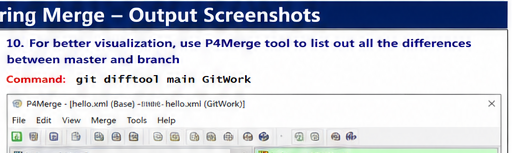 ring Merge – Output Screenshots
10. For better visualization, use P4Merge tool to list out all the differences
between master and branch
Command: git difftool main GitWork
P4Merge - [hello.xml (Base) - hello.xml (GitWork)]
File Edit View Merge Tools Help